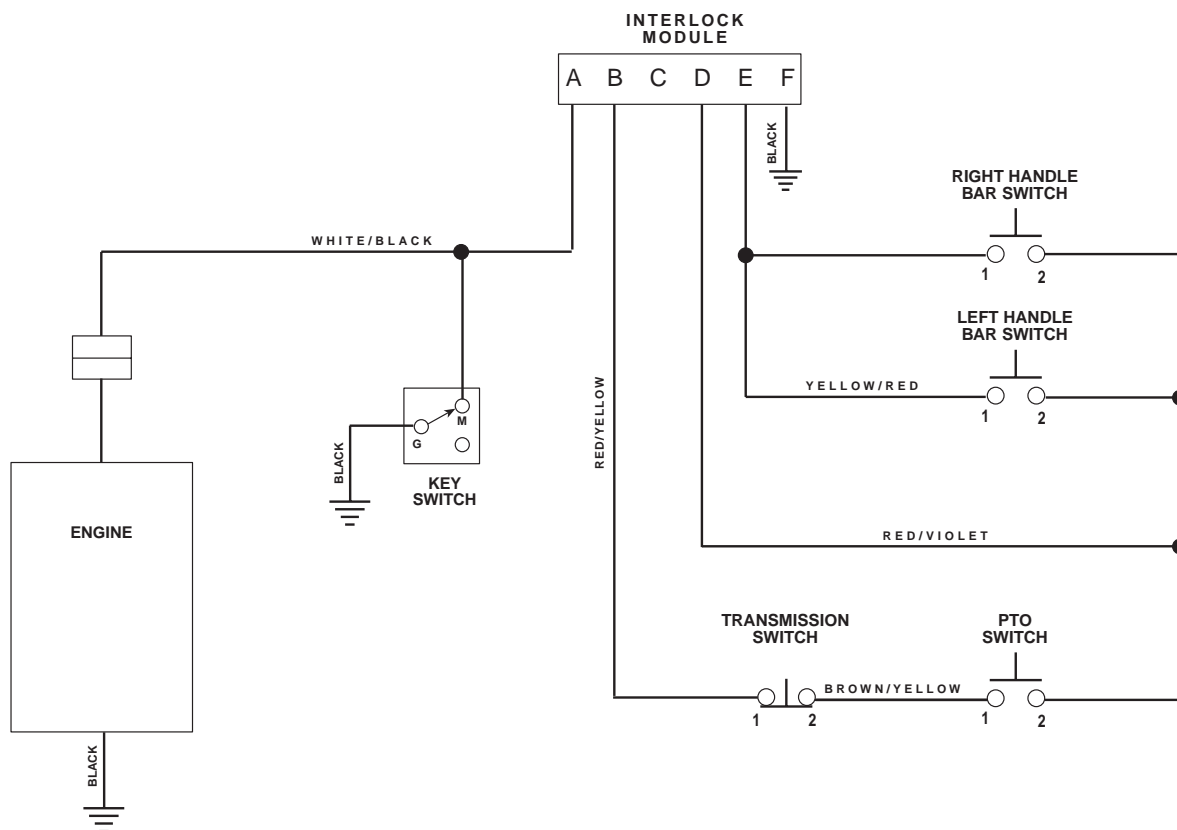 INTERLOCK
MODULE
A B C D E F
BLACK
RIGHT HANDLE
BAR SWITCH
1 2
WHITE/BLACK
LEFT HANDLE
BAR SWITCH
YELLOW/RED
1 2
RED/YELLOW
M
G
BLACK
KEY
SWITCH
ENGINE
RED/VIOLET
TRANSMISSION
SWITCH
PTO
SWITCH
BROWN/YELLOW
1 2
1 2
BLACK